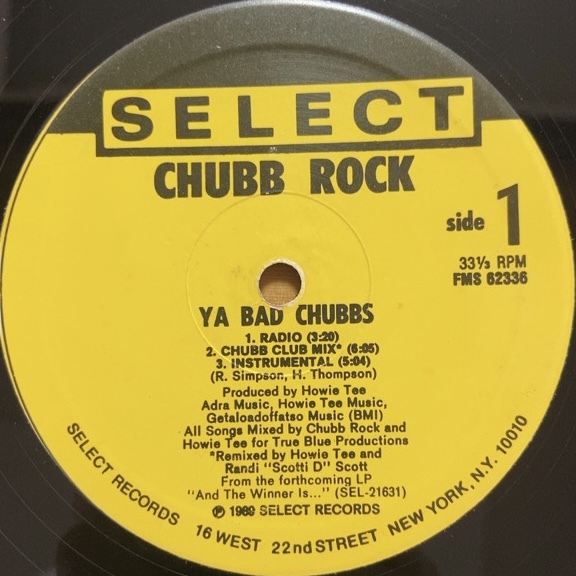 SELECT
CHUBB ROCK
side 1
33⅓ RPM
FMS 62336
YA BAD CHUBBS
1. RADIO (3:20)
2. CHUBB CLUB MIX* (6:05)
3. INSTRUMENTAL (5:04)
(R. Simpson, H. Thompson)
Produced by Howie Tee
Adra Music, Howie Tee Music,
Getaloadoffatso Music (BMI)
All Songs Mixed by Chubb Rock and
Howie Tee for True Blue Productions
*Remixed by Howie Tee and
Randi "Scotti D" Scott
From the forthcoming LP
"And The Winner Is..." (SEL-21631)
℗ 1989 SELECT RECORDS
SELECT RECORDS 16 WEST 22nd STREET NEW YORK, N.Y. 10010